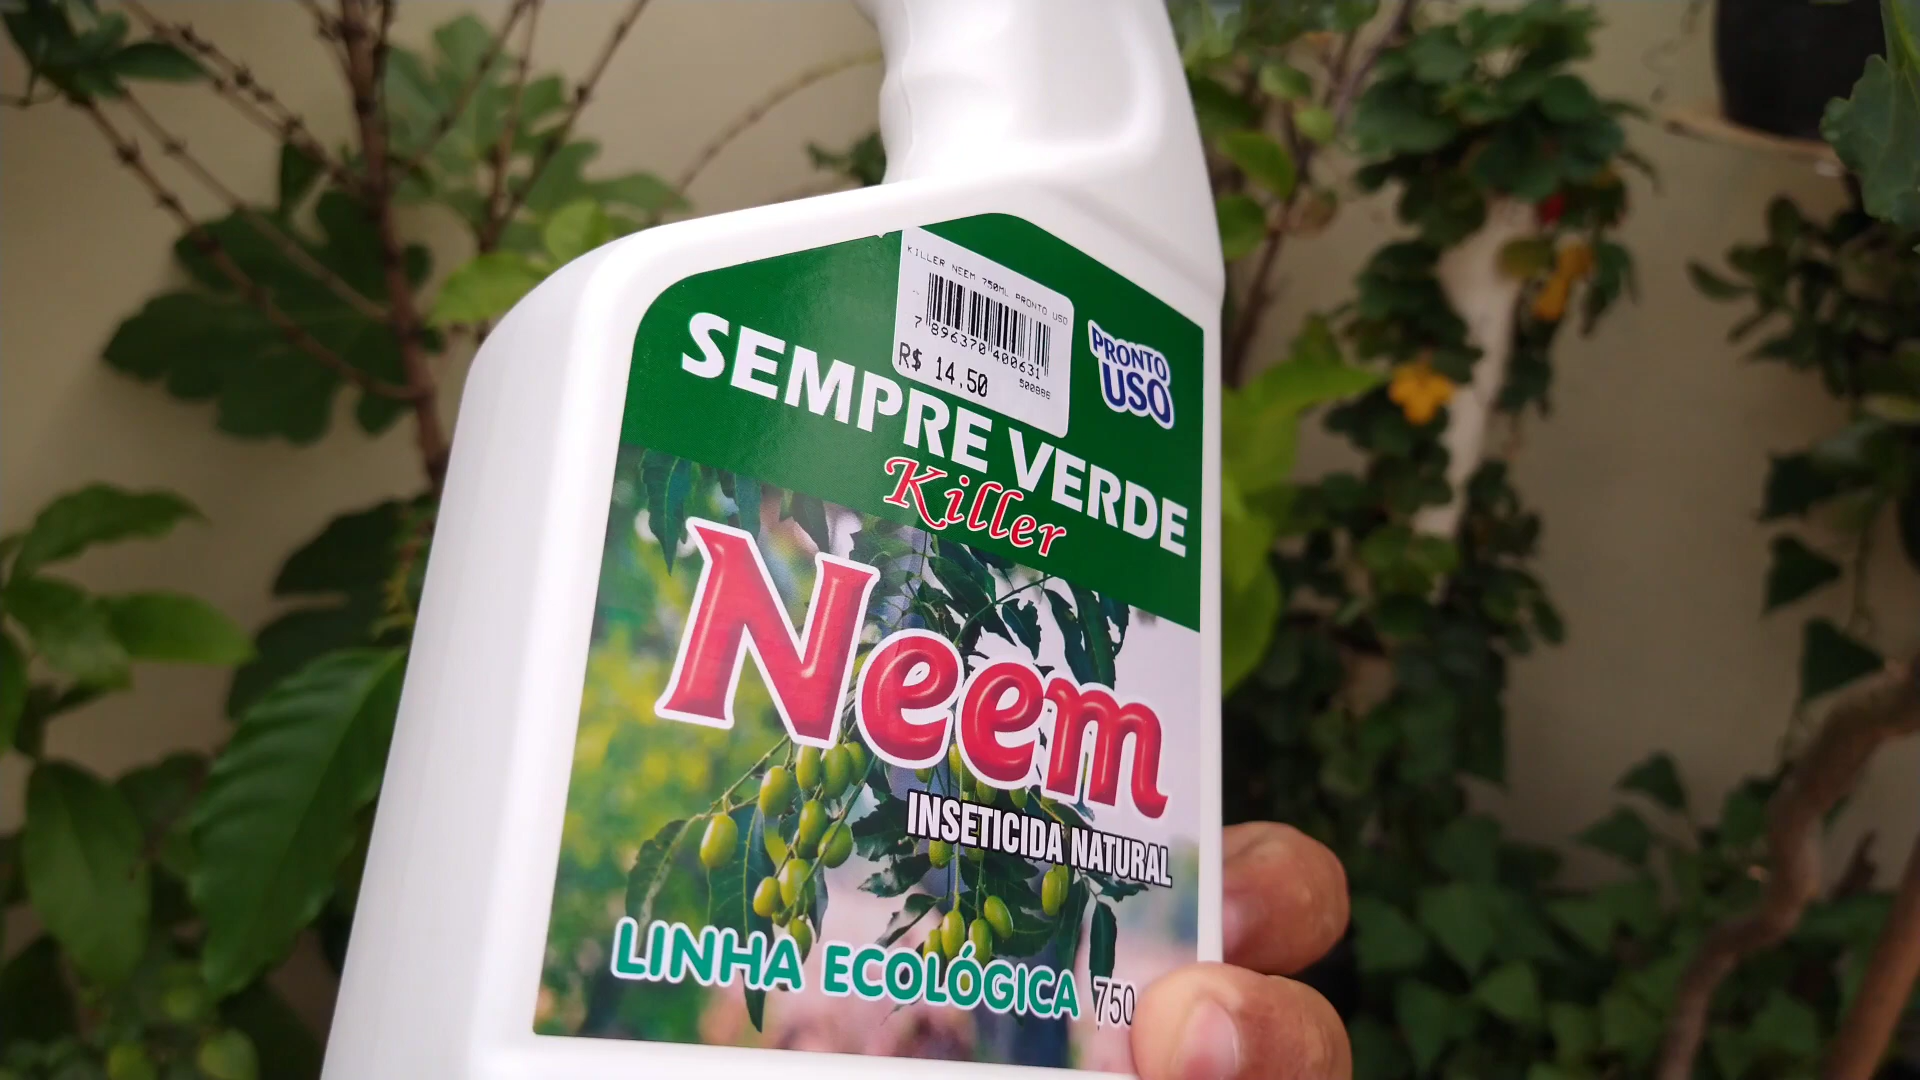 KILLER NEEM 750ML PRONTO USO
7 896370 400631
R$ 14.50
500886
PRONTO
USO
SEMPRE VERDE
Killer
Neem
INSETICIDA NATURAL
LINHA ECOLÓGICA 750